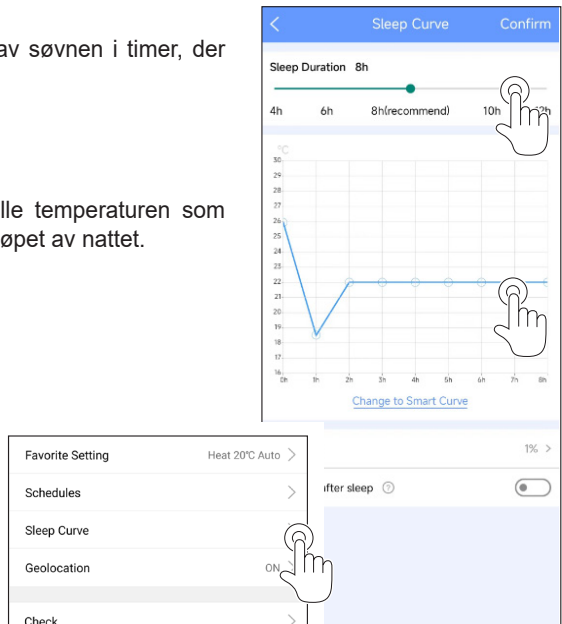 av søvnen i timer, der
lle temperaturen som
øpet av nattet.
Sleep Curve Confirm
Sleep Duration 8h
4h 6h 8h(recommend) 10h
°C
30
29
28
27
26
25
24
23
22
21
20
19
18
17
16
0h 1h 2h 3h 4h 5h 6h 7h 8h
Change to Smart Curve
1%
fter sleep
Favorite Setting Heat 20°C Auto
Schedules
Sleep Curve
Geolocation ON
Check